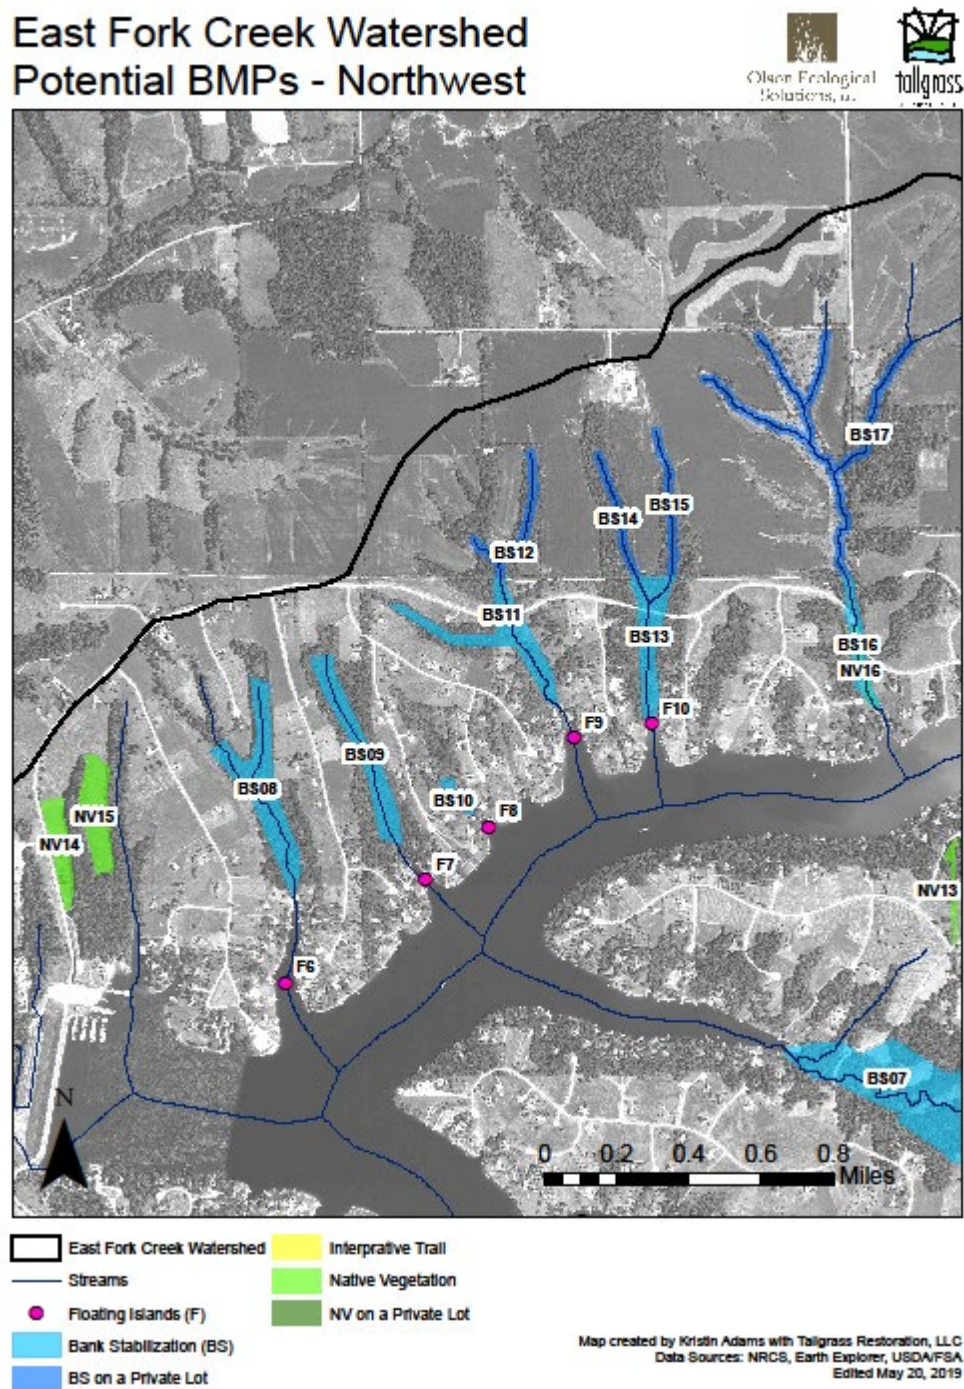 East Fork Creek Watershed
Potential BMPs - Northwest
Olson Ecological
Solutions,
tallgrass
BS17
BS15
BS14
BS12
BS11
BS13
BS16
NV16
F10
F9
BS09
BS08
BS10
F8
NV15
NV14
F7
NV13
F6
BS07
N
0 0.2 0.4 0.6 0.8
Miles
East Fork Creek Watershed
Streams
Floating Islands (F)
Bank Stabilization (BS)
BS on a Private Lot
Interprative Trail
Native Vegetation
NV on a Private Lot
Map created by Kristin Adams with Tallgrass Restoration, LLC
Data Sources: NRCS, Earth Explorer, USDA/FSA
Edited May 20, 2019